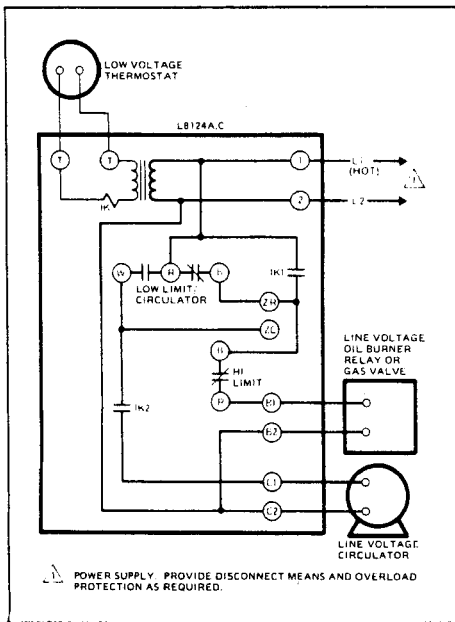 LOW VOLTAGE
THERMOSTAT
L8124A,C
T
T
1
L1
(HOT)
1
1K
2
L2
W
R
B
1K1
LOW LIMIT/
CIRCULATOR
ZR
ZC
B
HI
LIMIT
R
B1
B2
1K2
C1
C2
LINE VOLTAGE
OIL BURNER
RELAY OR
GAS VALVE
LINE VOLTAGE
CIRCULATOR
1 POWER SUPPLY. PROVIDE DISCONNECT MEANS AND OVERLOAD
PROTECTION AS REQUIRED.